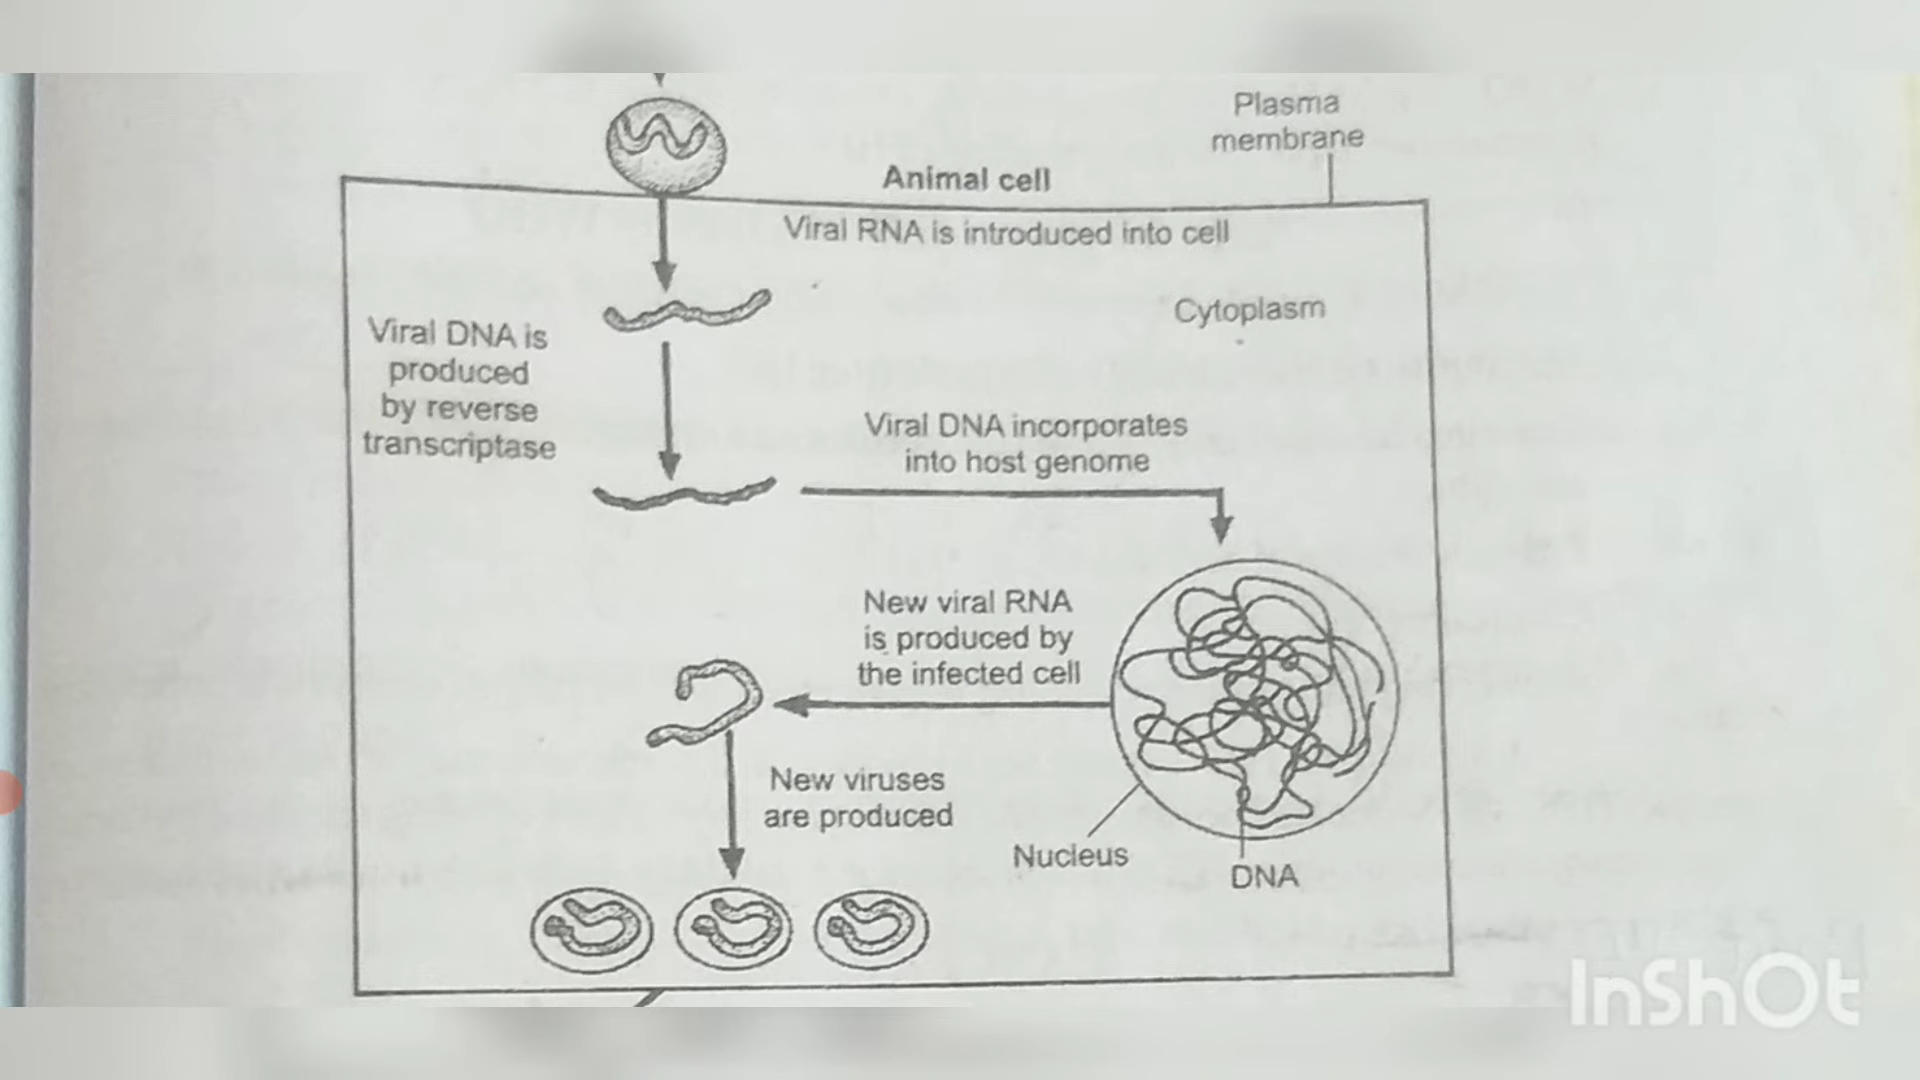 Plasma
membrane
Animal cell
Viral RNA is introduced into cell
Cytoplasm
Viral DNA is
produced
by reverse
transcriptase
Viral DNA incorporates
into host genome
New viral RNA
is produced by
the infected cell
New viruses
are produced
Nucleus
DNA
InShOt